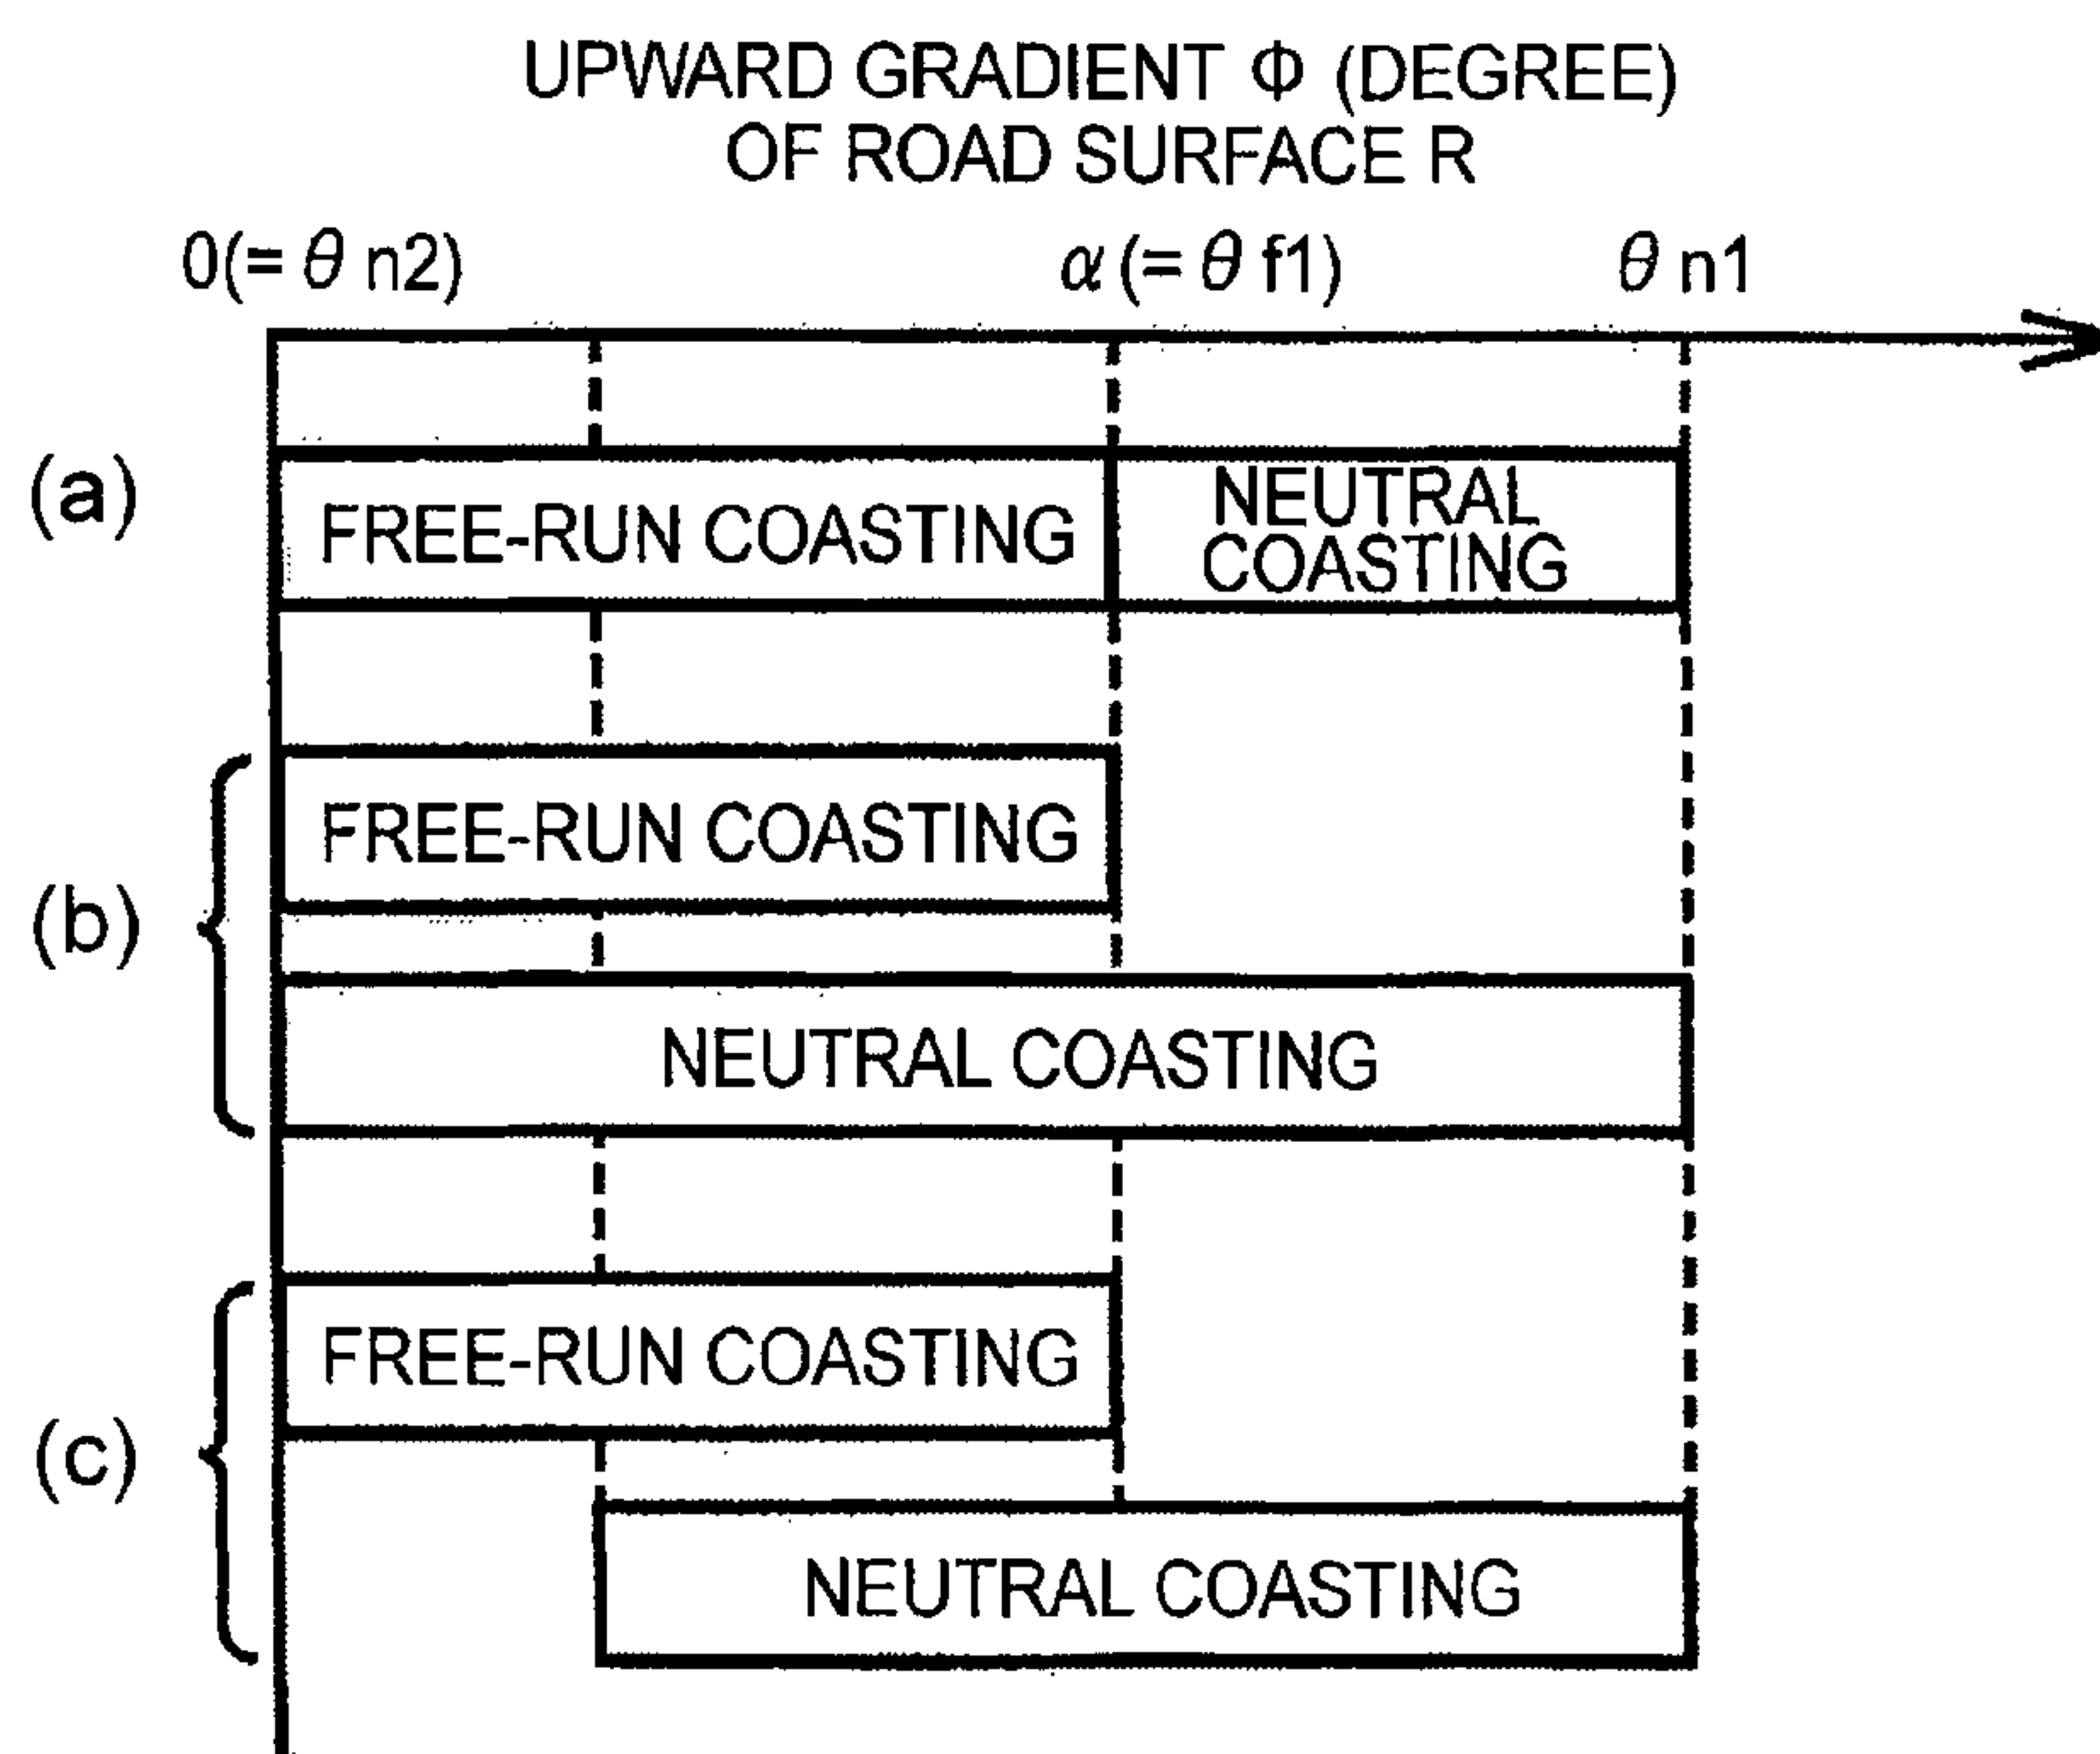 UPWARD GRADIENT Φ (DEGREE)
OF ROAD SURFACE R
0(= θ n2) α (= θ f1) θ n1
(a)
FREE-RUN COASTING
NEUTRAL
COASTING
(b)
FREE-RUN COASTING
NEUTRAL COASTING
(c)
FREE-RUN COASTING
NEUTRAL COASTING